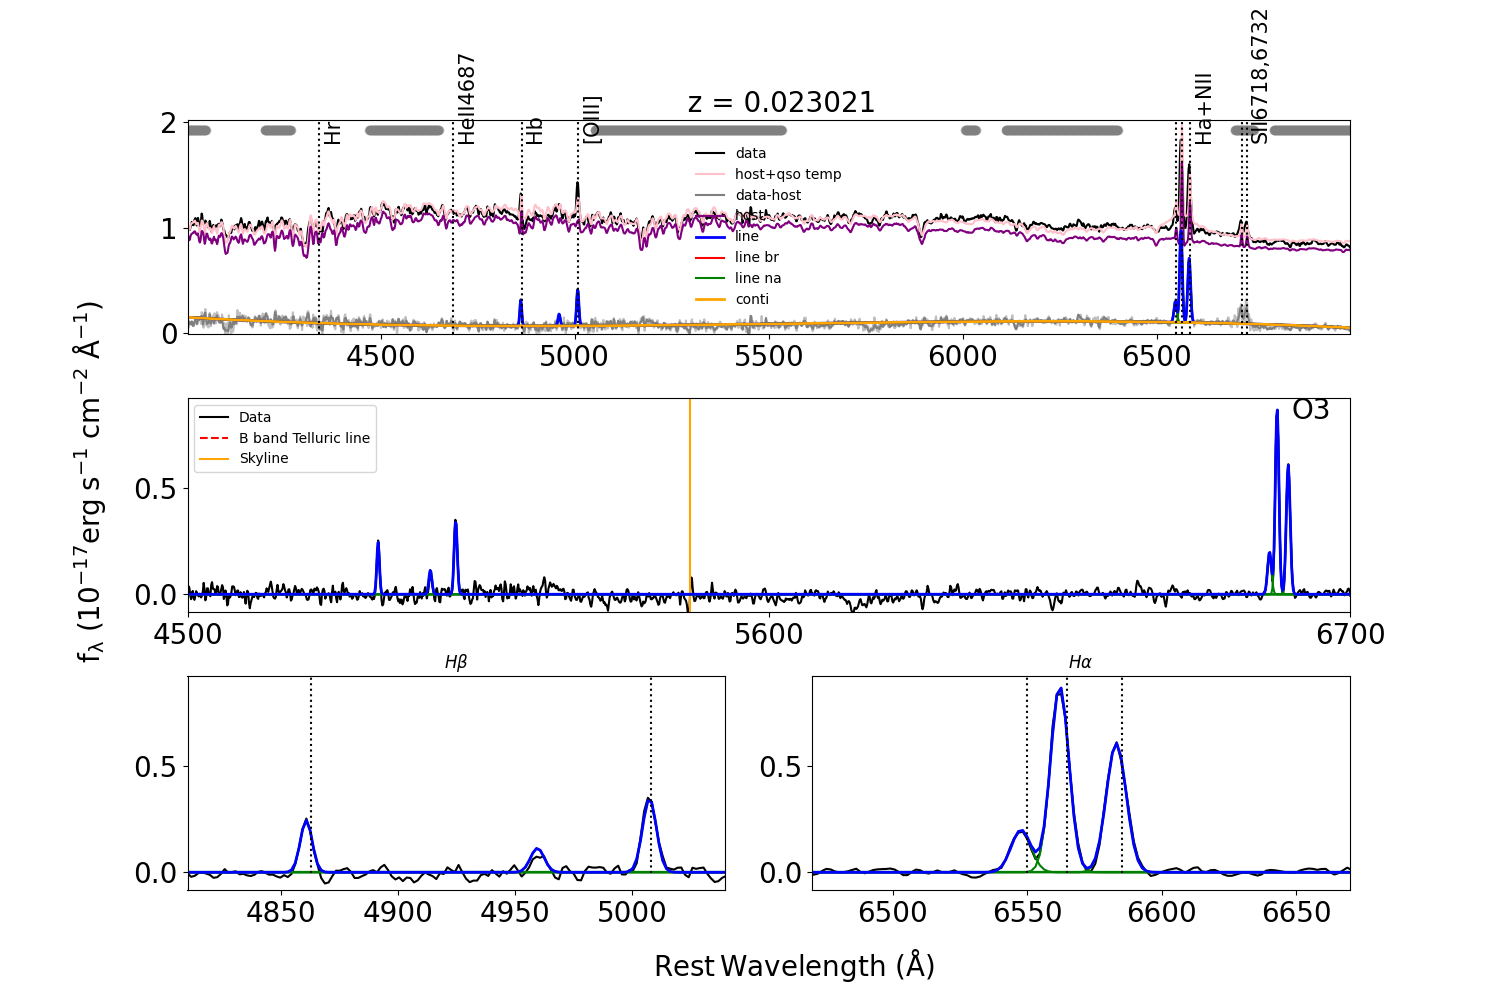 z = 0.023021
Hr
HeII4687
Hb
[OIII]
Ha+NII
SII6718,6732
2
1
0
data
host+qso temp
data-host
host
line
line br
line na
conti
4500 5000 5500 6000 6500
fλ (10⁻¹⁷erg s⁻¹ cm⁻² Å⁻¹)
Data
B band Telluric line
Skyline
O3
0.5
0.0
4500 5600 6700
Hβ
0.5
0.0
4850 4900 4950 5000
Hα
0.5
0.0
6500 6550 6600 6650
Rest Wavelength (Å)